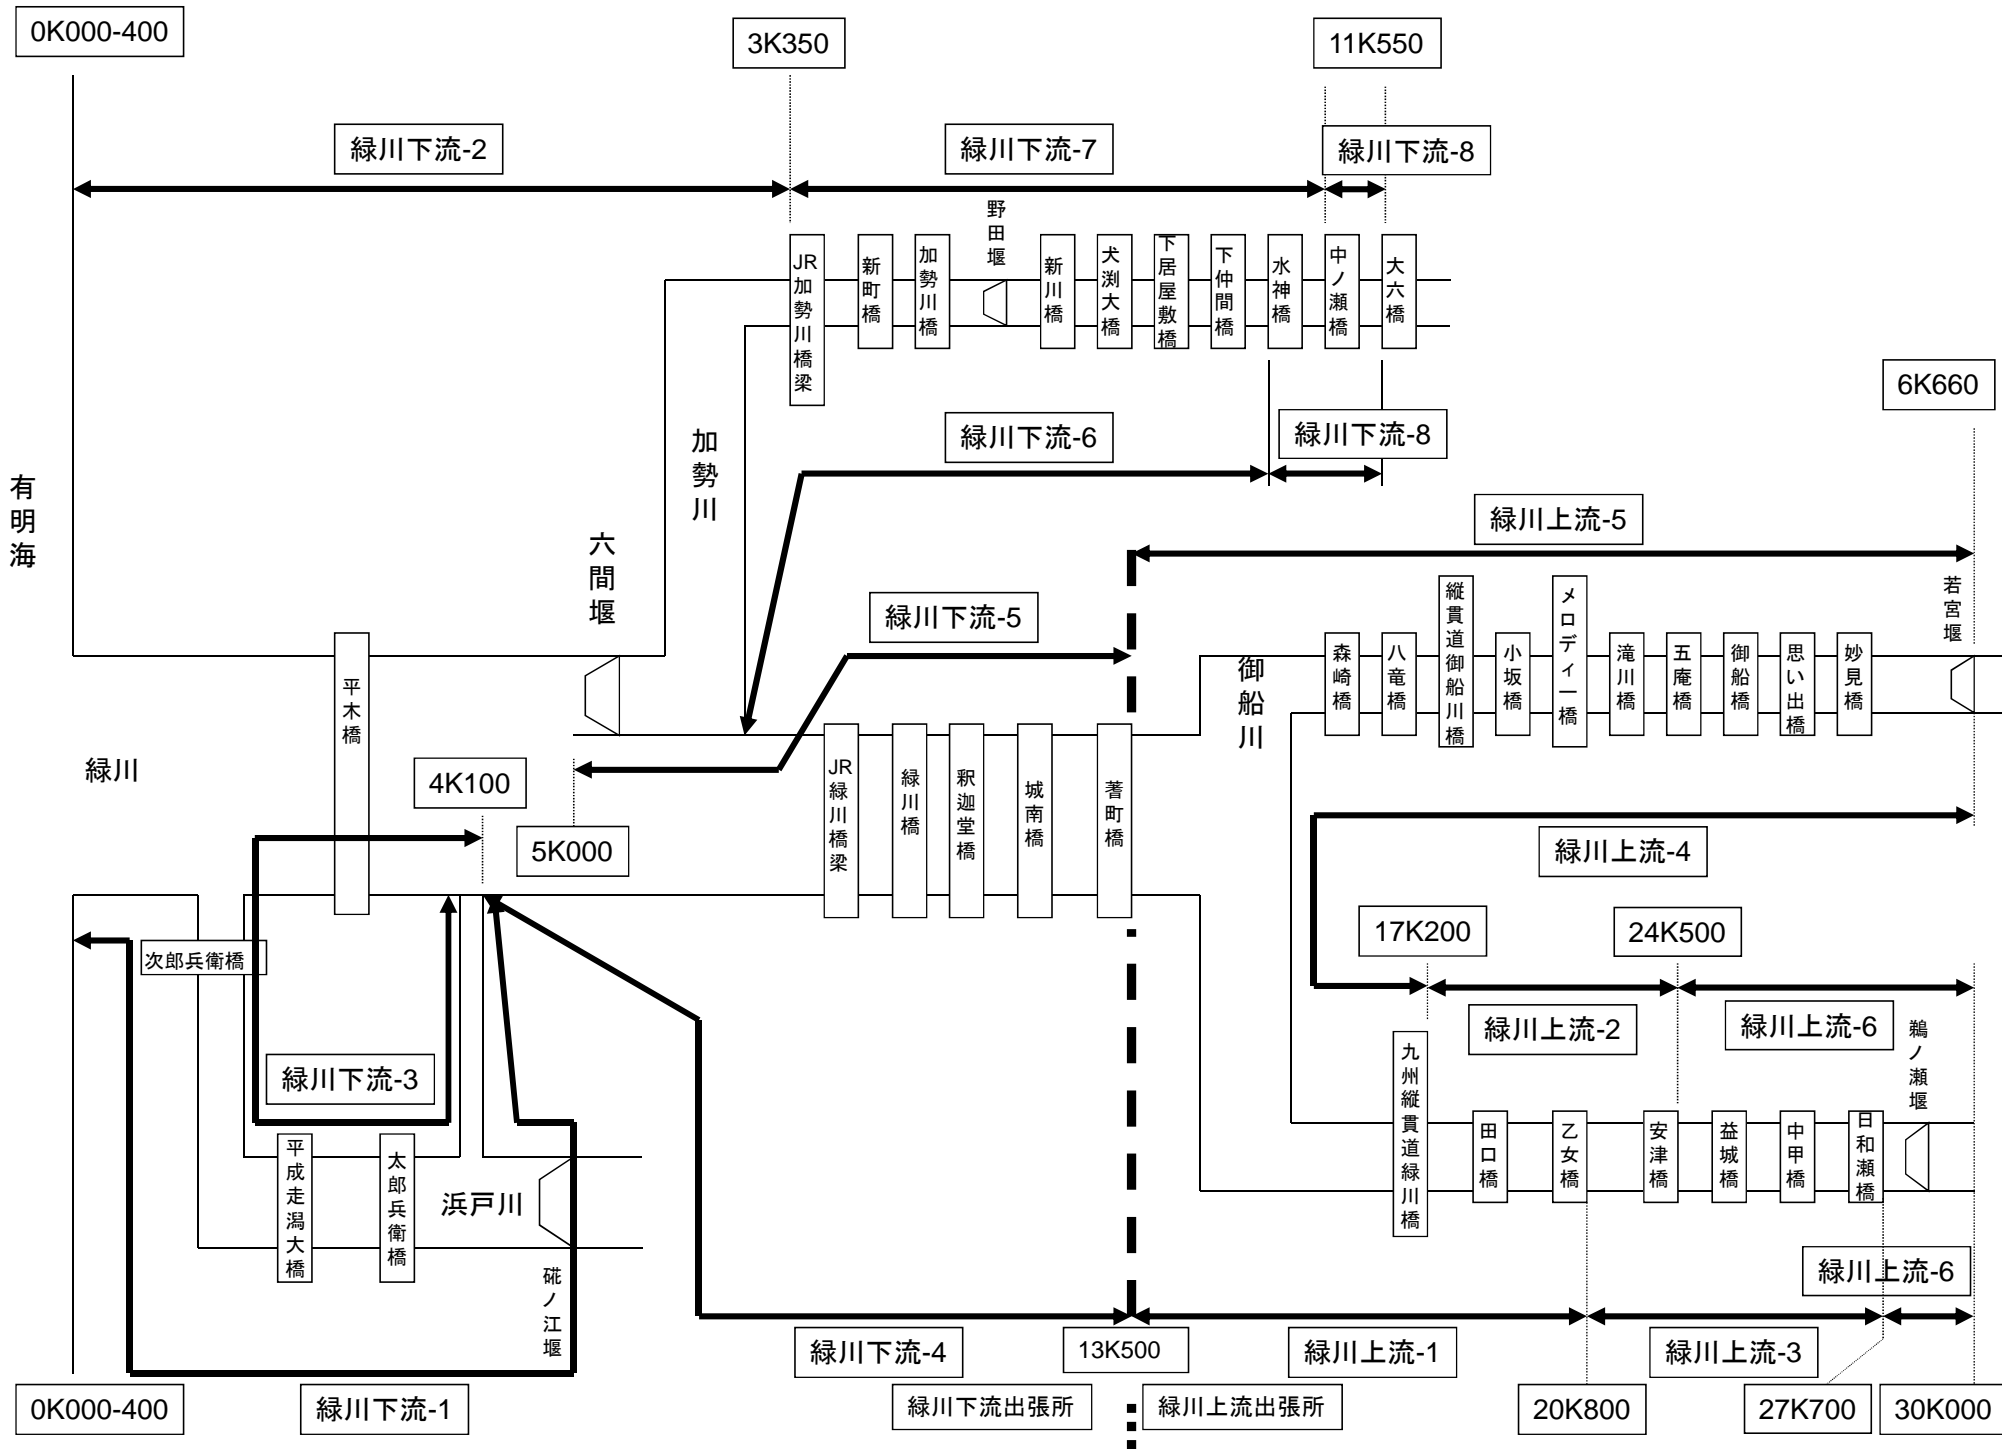 0K000-400
3K350
11K550
緑川下流-2
緑川下流-7
緑川下流-8
野田堰
JR加勢川橋梁
新町橋
加勢川橋
新川橋
犬渕大橋
下居屋敷橋
下仲間橋
水神橋
中ノ瀬橋
大六橋
6K660
加勢川
緑川下流-6
緑川下流-8
有明海
六間堰
緑川上流-5
緑川下流-5
若宮堰
御船川
森崎橋
八竜橋
縦貫道御船川橋
小坂橋
メロディー橋
滝川橋
五庵橋
御船橋
思い出橋
妙見橋
平木橋
緑川
4K100
5K000
JR緑川橋梁
緑川橋
釈迦堂橋
城南橋
蓍町橋
緑川上流-4
17K200
24K500
次郎兵衛橋
緑川上流-2
緑川上流-6
鵜ノ瀬堰
緑川下流-3
九州縦貫道緑川橋
田口橋
乙女橋
安津橋
益城橋
中甲橋
日和瀬橋
平成走潟大橋
太郎兵衛橋
浜戸川
硴ノ江堰
緑川上流-6
緑川下流-4
13K500
緑川上流-1
緑川上流-3
0K000-400
緑川下流-1
緑川下流出張所
緑川上流出張所
20K800
27K700
30K000